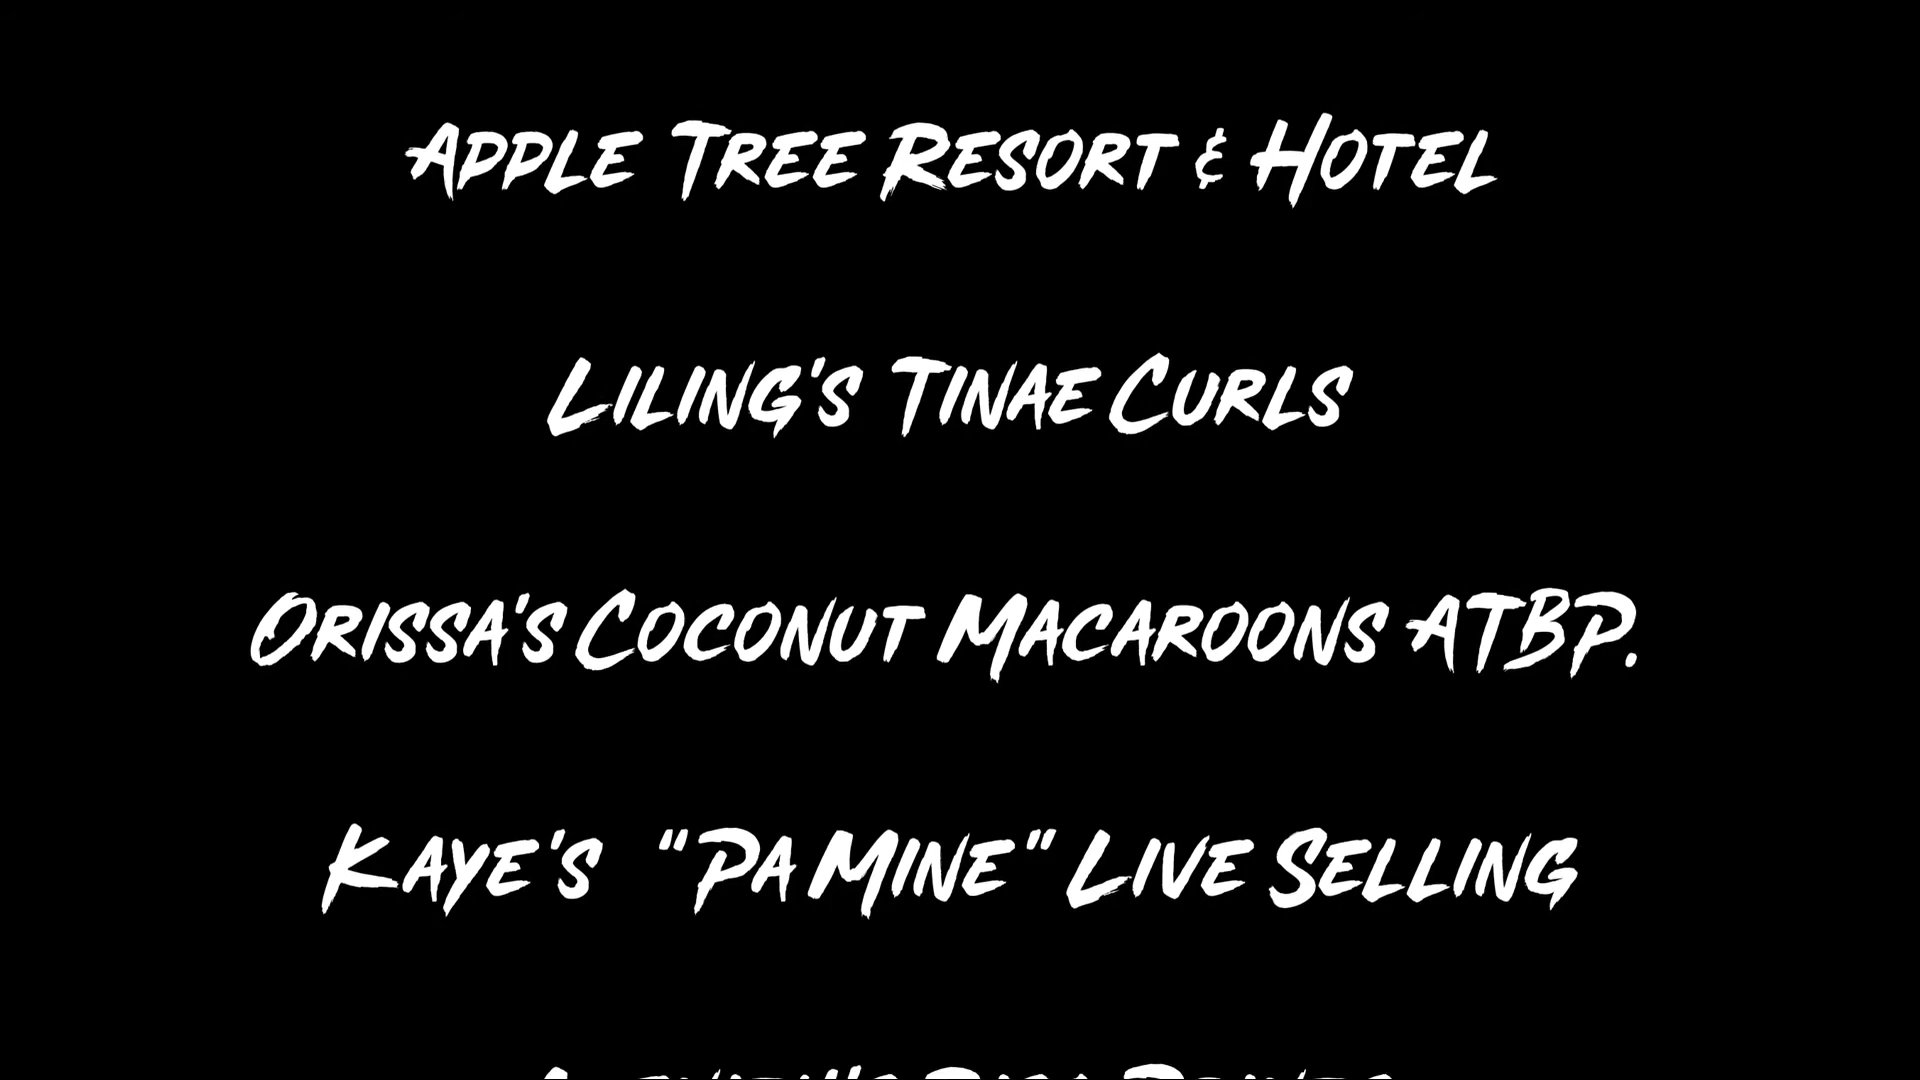 Apple Tree Resort & Hotel
Liling's Tinae Curls
Orissa's Coconut Macaroons ATBP.
Kaye's "Pa Mine" Live Selling